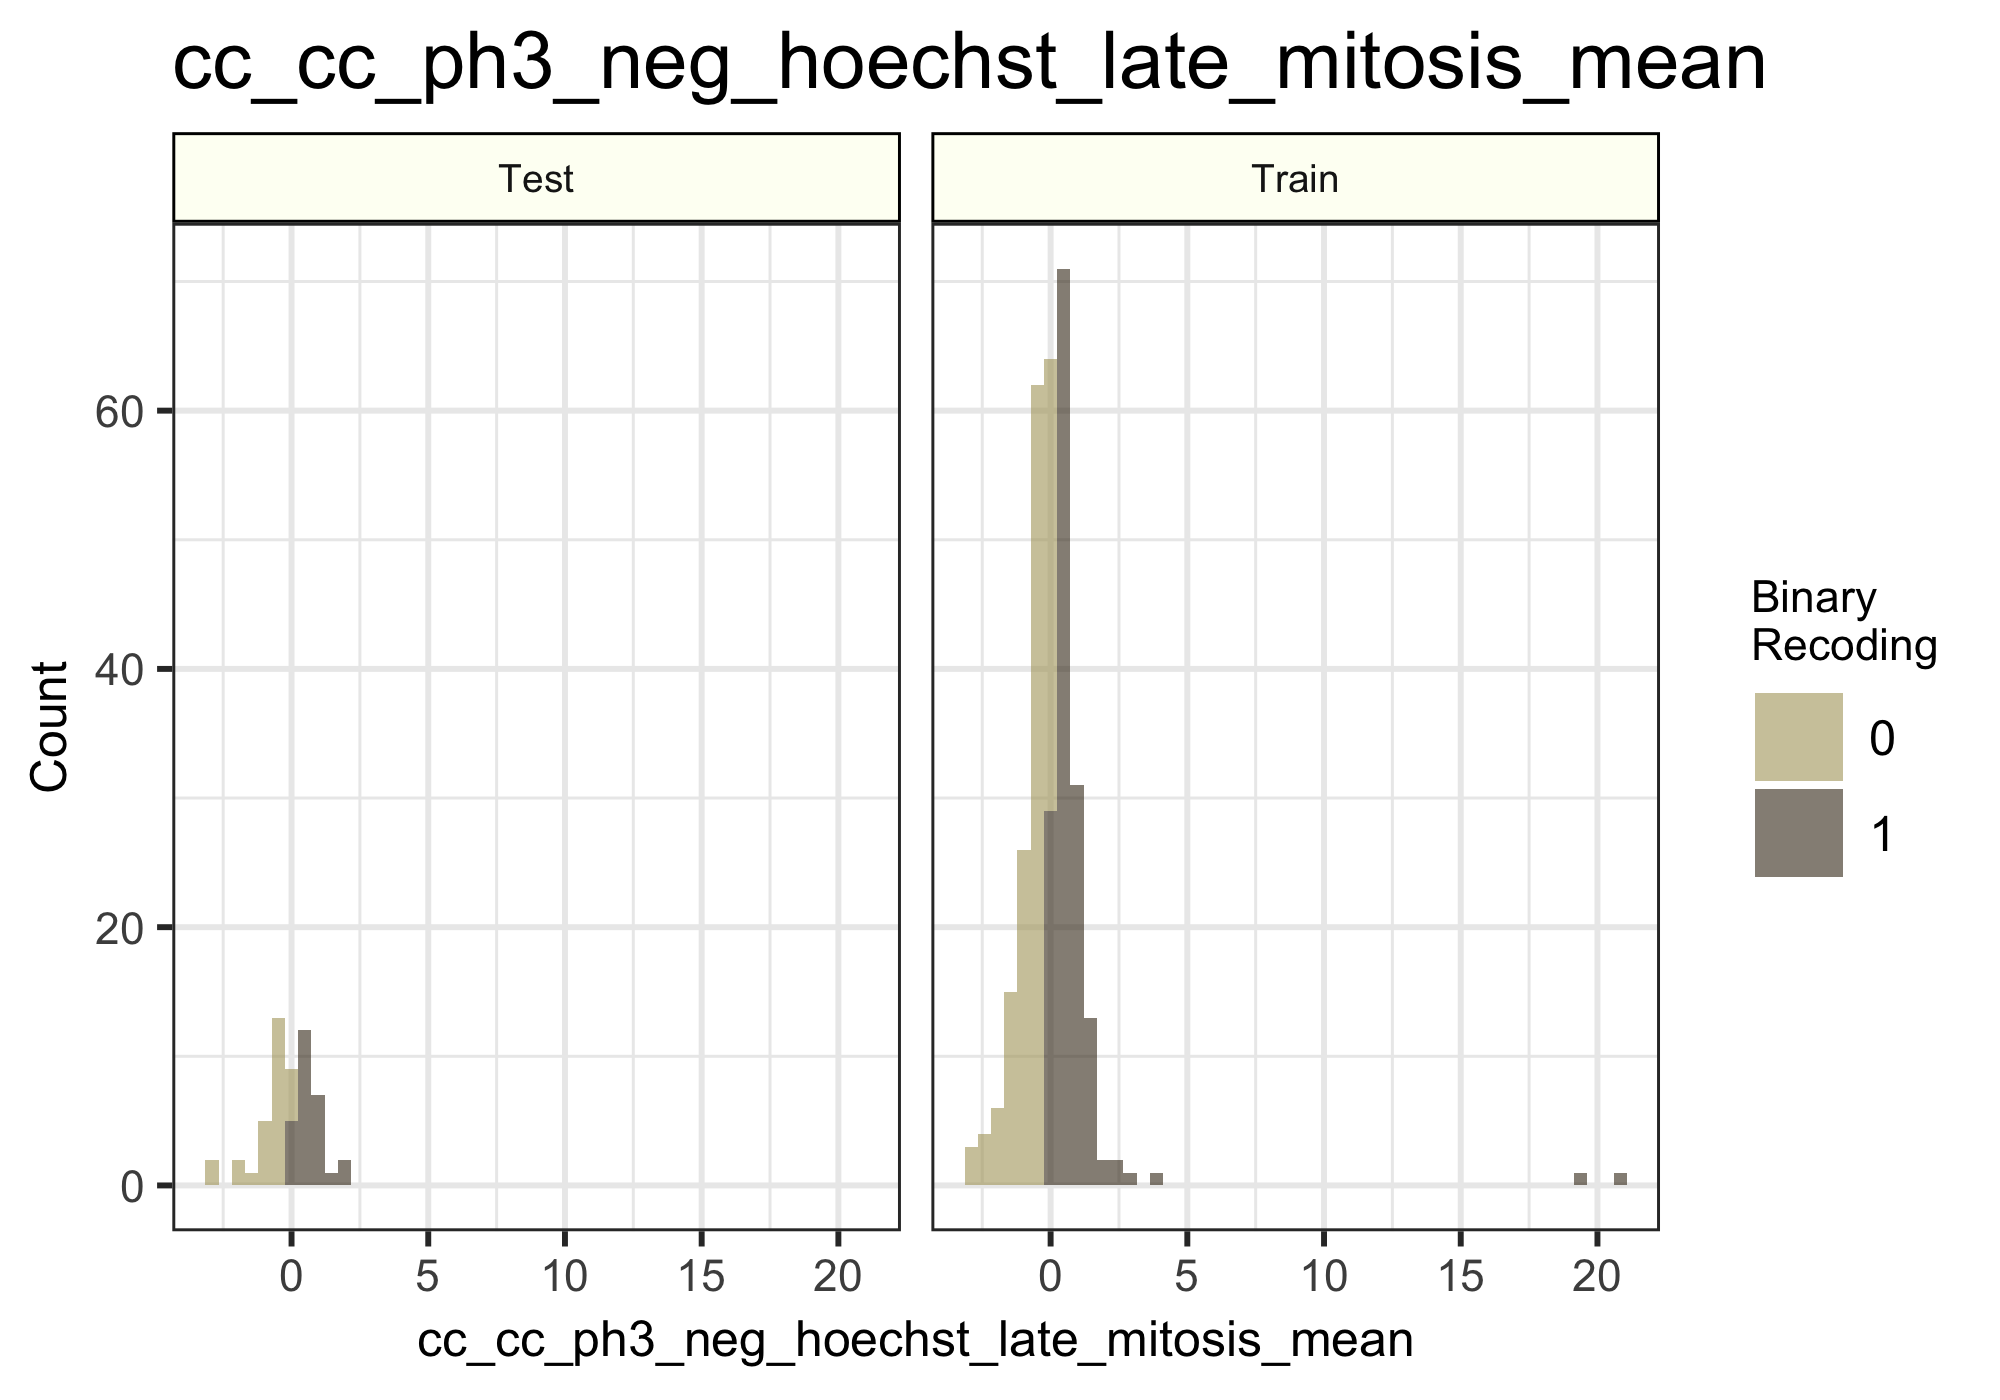 cc_cc_ph3_neg_hoechst_late_mitosis_mean
Test
Train
Count
60
40
20
0
0 5 10 15 20
0 5 10 15 20
cc_cc_ph3_neg_hoechst_late_mitosis_mean
Binary
Recoding
0
1